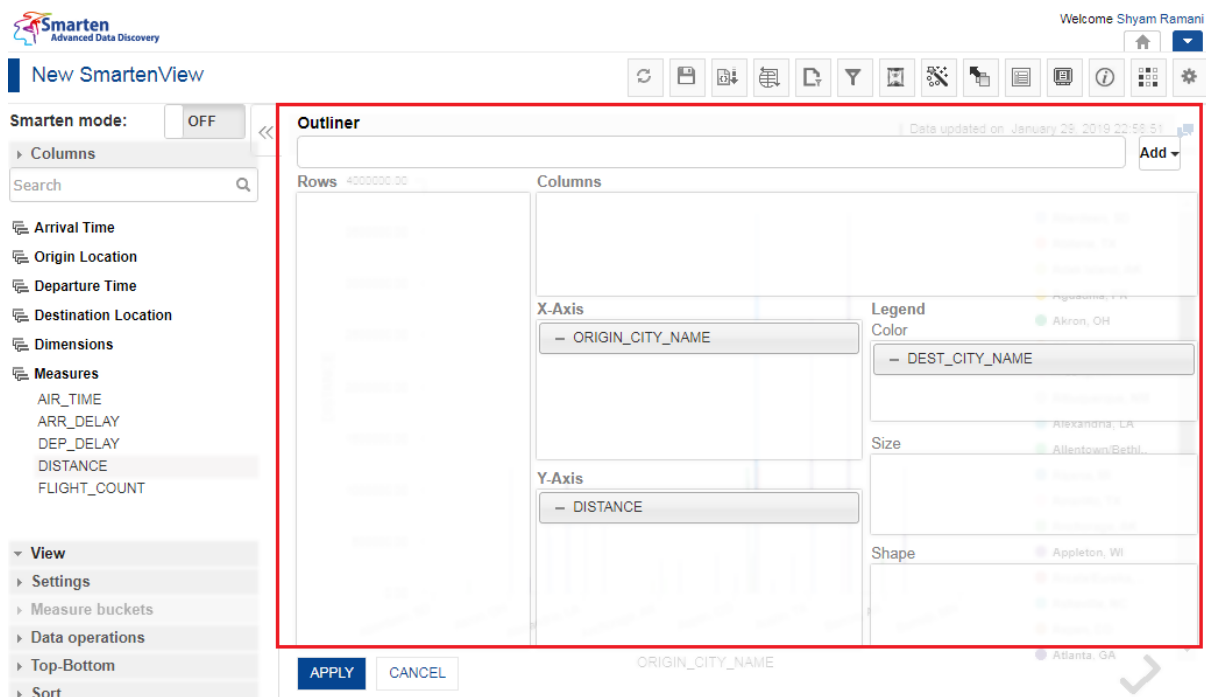 Smarten
Advanced Data Discovery
Welcome Shyam Ramani
New SmartenView
Smarten mode: OFF
Columns
Search
Arrival Time
Origin Location
Departure Time
Destination Location
Dimensions
Measures
AIR_TIME
ARR_DELAY
DEP_DELAY
DISTANCE
FLIGHT_COUNT
View
Settings
Measure buckets
Data operations
Top-Bottom
Sort
Outliner
Data updated on January 29, 2019 22:56:51
Add
Rows
Columns
X-Axis
ORIGIN_CITY_NAME
Y-Axis
DISTANCE
Legend
Color
DEST_CITY_NAME
Size
Shape
Akron, OH
Alexandria, LA
Allentown/Bethl..
Appleton, WI
Atlanta, GA
ORIGIN_CITY_NAME
APPLY
CANCEL